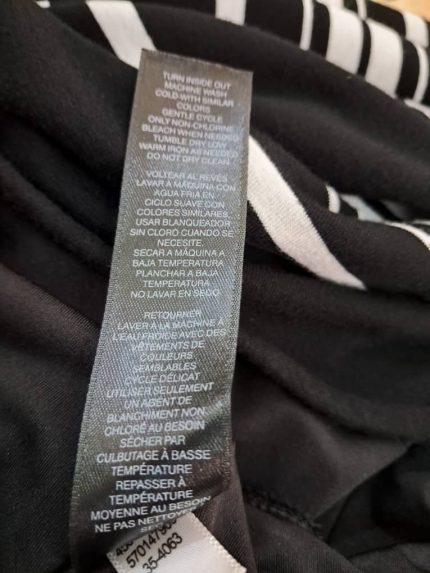 TURN INSIDE OUT
MACHINE WASH
COLD WITH SIMILAR
COLORS
GENTLE CYCLE
ONLY NON-CHLORINE
BLEACH WHEN NEEDED
TUMBLE DRY LOW
WARM IRON AS NEEDED
DO NOT DRY CLEAN
VOLTEAR AL REVÉS
LAVAR A MÁQUINA CON
AGUA FRIA EN
CICLO SUAVE CON
COLORES SIMILARES
USAR BLANQUEADOR
SIN CLORO CUANDO SE
NECESITE.
SECAR A MÁQUINA A
BAJA TEMPERATURA
PLANCHAR A BAJA
TEMPERATURA
NO LAVAR EN SECO
RETOURNER
LAVER À LA MACHINE À
L'EAU FROIDE AVEC DES
VÊTEMENTS DE
COULEURS
SEMBLABLES
CYCLE DÉLICAT
UTILISER SEULEMENT
UN AGENT DE
BLANCHIMENT NON
CHLORÉ AU BESOIN
SÉCHER PAR
CULBUTAGE À BASSE
TEMPÉRATURE
REPASSER À
TEMPÉRATURE
MOYENNE AU BESOIN
NE PAS NETTOYE
5701479
35-4063